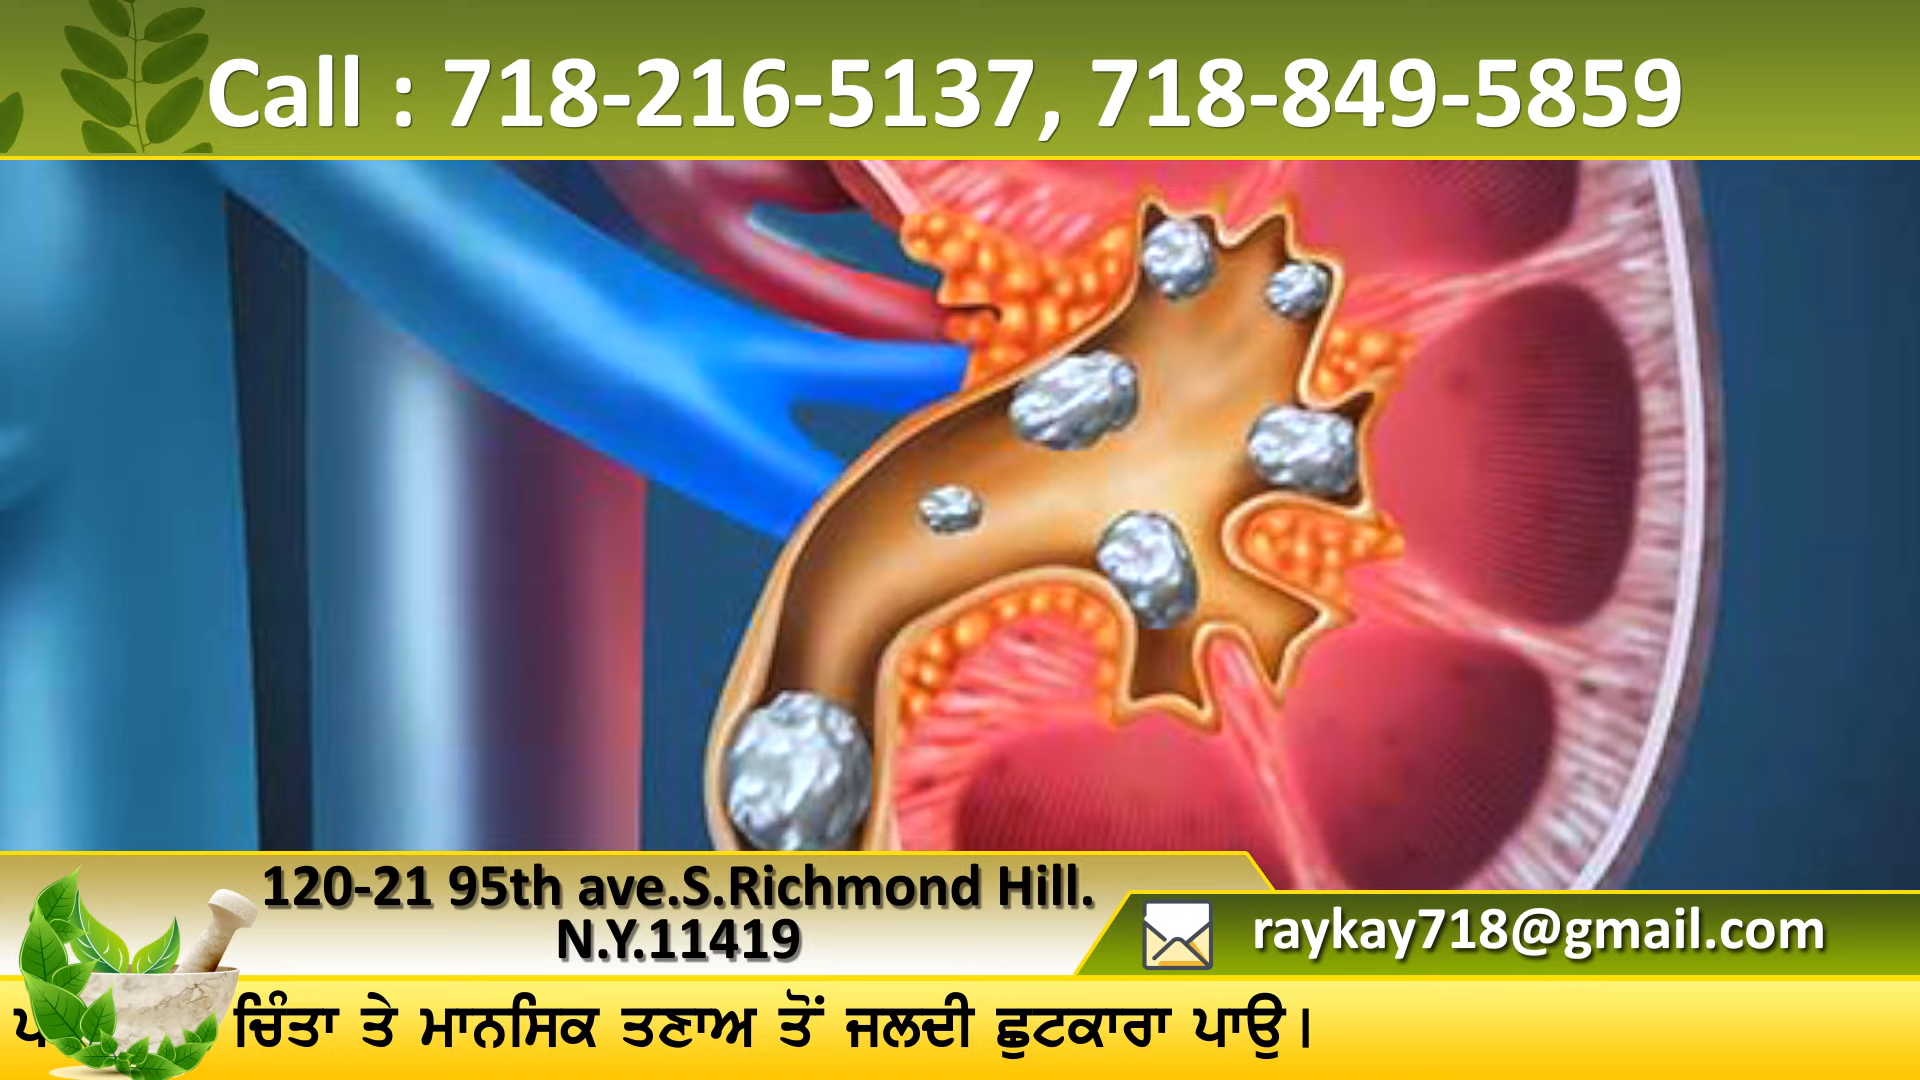 Call : 718-216-5137, 718-849-5859
120-21 95th ave.S.Richmond Hill.
N.Y.11419
raykay718@gmail.com
ਚਿੰਤਾ ਤੇ ਮਾਨਸਿਕ ਤਣਾਅ ਤੋਂ ਜਲਦੀ ਛੁਟਕਾਰਾ ਪਾਉ।